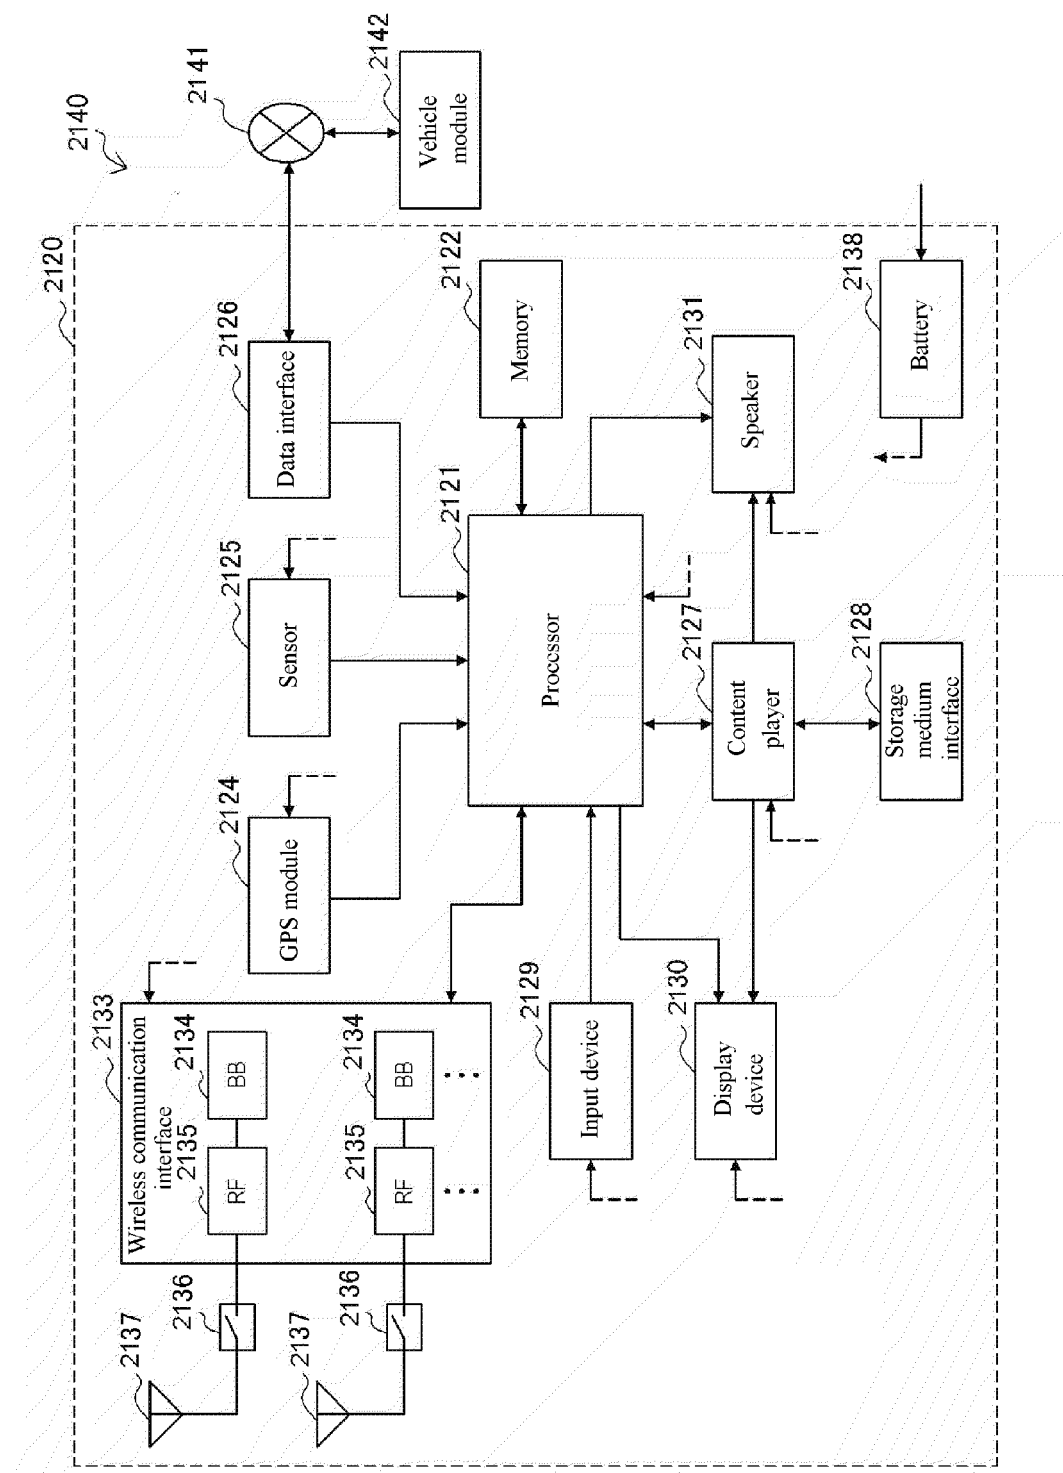 2140
2141
2142
Vehicle
module
2120
2126
Data interface
2122
Memory
2131
Speaker
2138
Battery
2125
Sensor
2121
Processor
2127
Content
player
2128
Storage
medium
interface
2124
GPS module
2133
Wireless communication
interface
2134
BB
2135
RF
2134
BB
2135
RF
2129
Input device
2130
Display
device
2136
2137
2136
2137